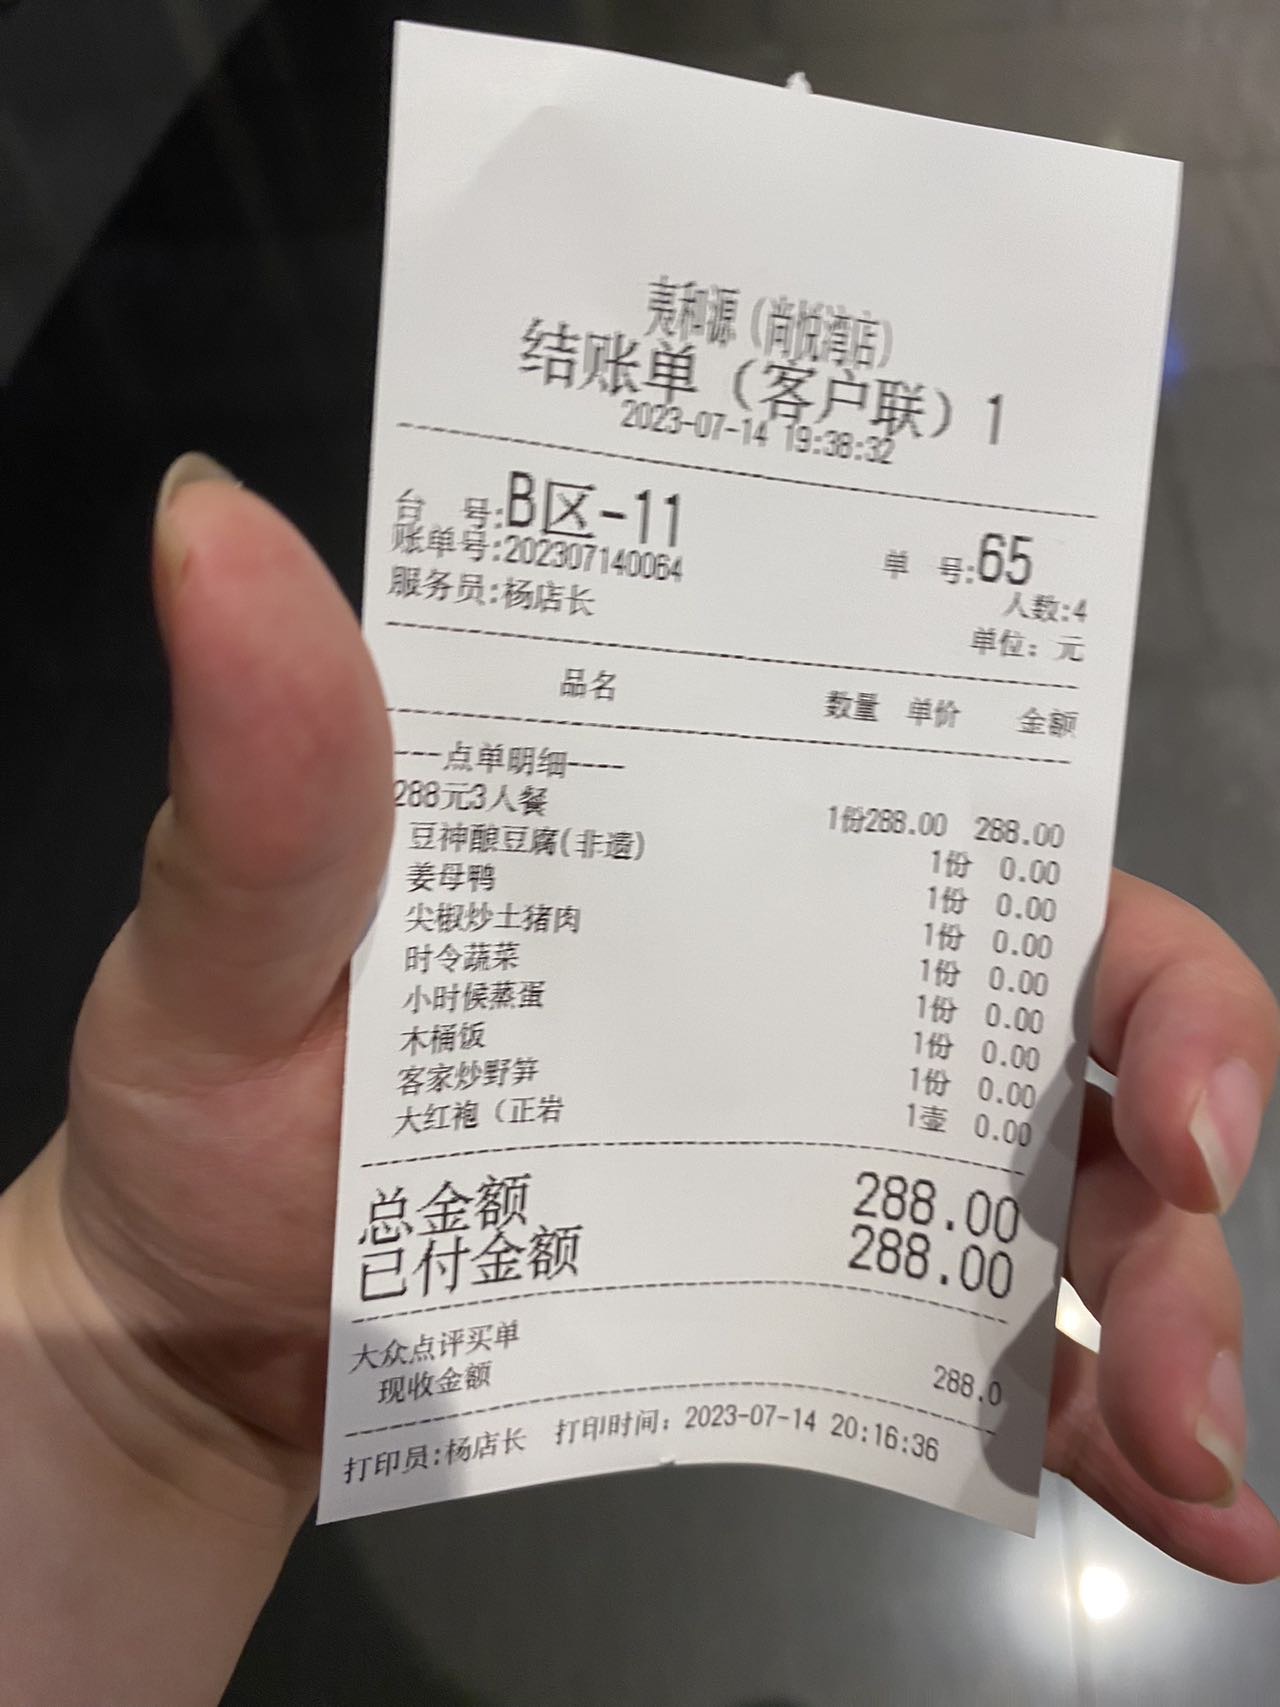 夷和源（尚悦湾店）
结账单（客户联）1
2023-07-14 19:38:32
台 号:B区-11 单 号:65
账单号:202307140064 人数:4
服务员:杨店长 单位：元
品名 数量 单价 金额
---点单明细----
288元3人餐 1份288.00 288.00
豆神酿豆腐(非遗) 1份 0.00
姜母鸭 1份 0.00
尖椒炒土猪肉 1份 0.00
时令蔬菜 1份 0.00
小时候蒸蛋 1份 0.00
木桶饭 1份 0.00
客家炒野笋 1份 0.00
大红袍（正岩 1壶 0.00
总金额 288.00
已付金额 288.00
大众点评买单
现收金额 288.0
打印员:杨店长 打印时间：2023-07-14 20:16:36